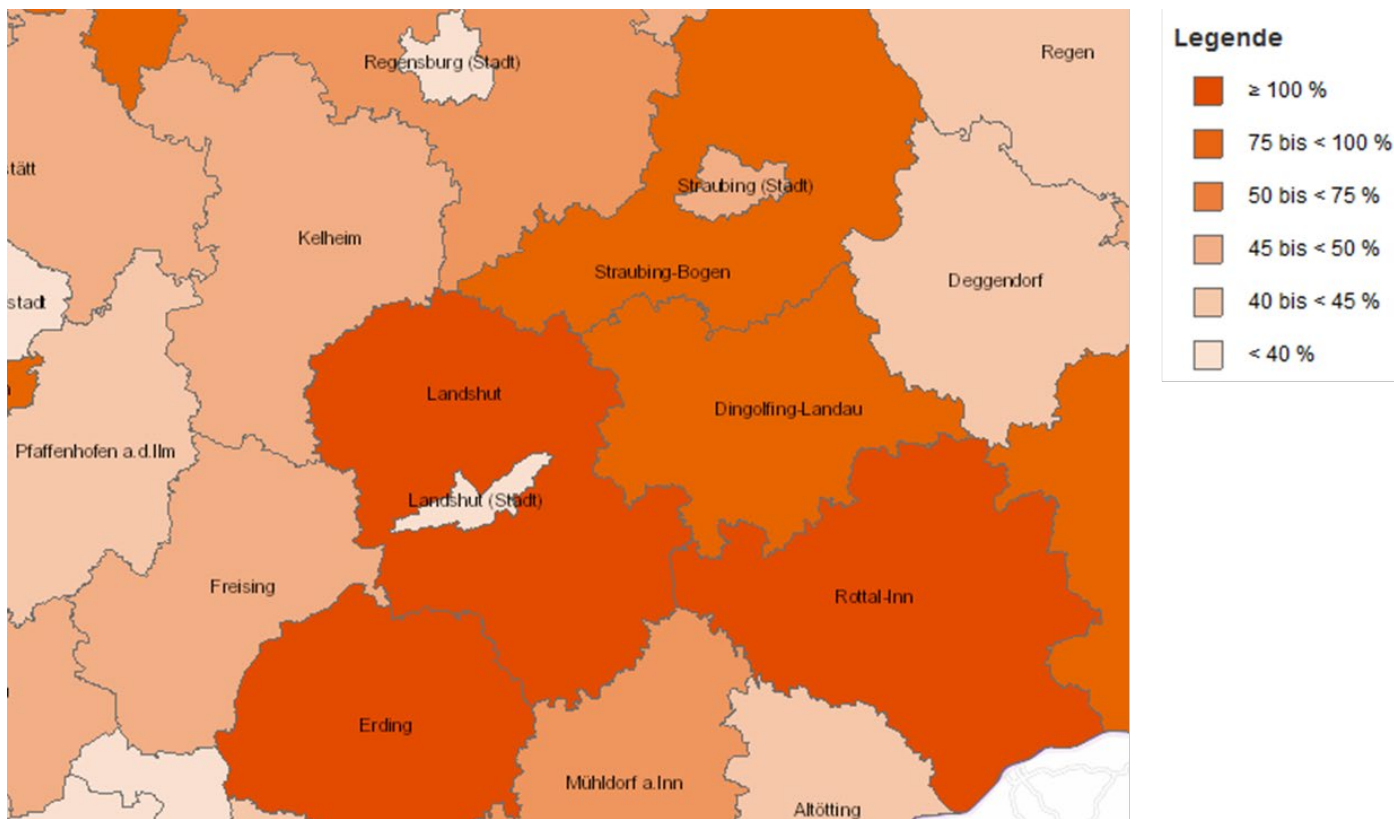 Regen
Regensburg (Stadt)
stätt
Straubing (Stadt)
Kelheim
Straubing-Bogen
Deggendorf
stadt
Landshut
Dingolfing-Landau
Pfaffenhofen a.d.Ilm
Landshut (Stadt)
Freising
Rottal-Inn
Erding
Mühldorf a.Inn
Altötting
Legende
≥ 100 %
75 bis < 100 %
50 bis < 75 %
45 bis < 50 %
40 bis < 45 %
< 40 %